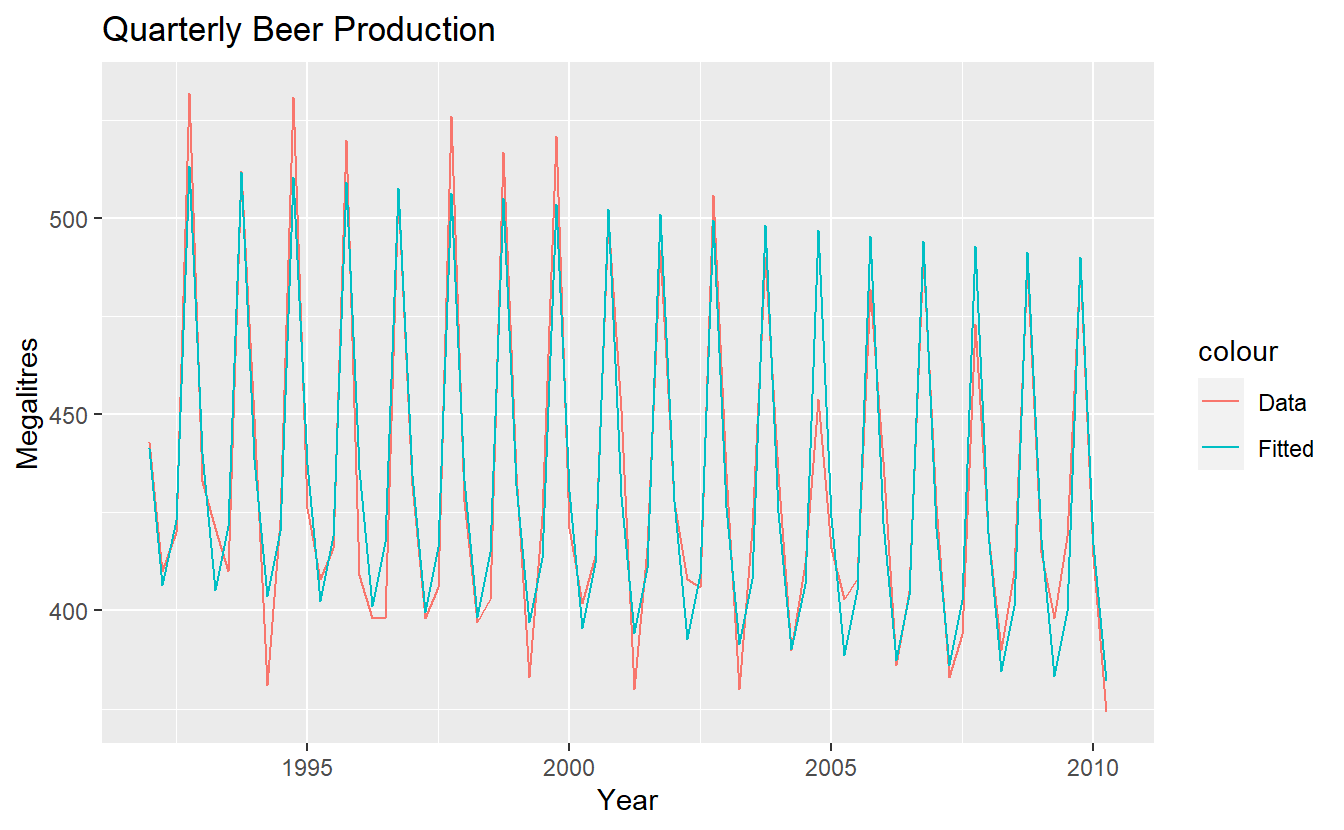 Quarterly Beer Production
Megalitres
500
450
400
1995
2000
2005
2010
Year
colour
Data
Fitted